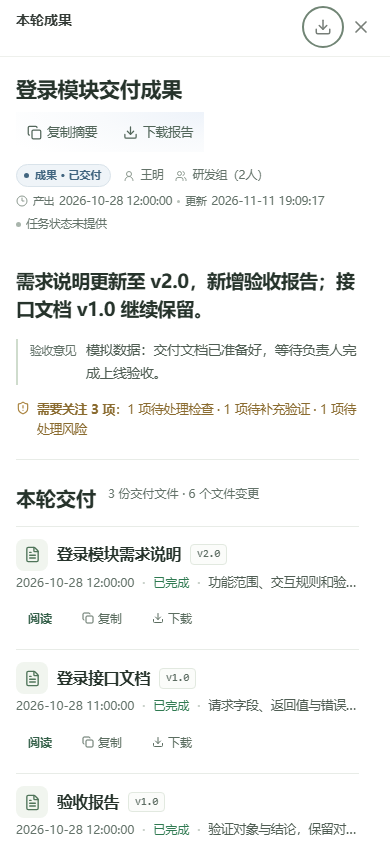 本轮成果
登录模块交付成果
复制摘要 下载报告
成果 • 已交付 王明 研发组（2人）
产出 2026-10-28 12:00:00 • 更新 2026-11-11 19:09:17
任务状态未提供
需求说明更新至 v2.0，新增验收报告；接
口文档 v1.0 继续保留。
验收意见 模拟数据：交付文档已准备好，等待负责人完
成上线验收。
需要关注 3 项：1 项待处理检查 · 1 项待补充验证 · 1 项待
处理风险
本轮交付 3 份交付文件 · 6 个文件变更
登录模块需求说明 v2.0
2026-10-28 12:00:00 · 已完成 · 功能范围、交互规则和验...
阅读 复制 下载
登录接口文档 v1.0
2026-10-28 11:00:00 · 已完成 · 请求字段、返回值与错误...
阅读 复制 下载
验收报告 v1.0
2026-10-28 12:00:00 · 已完成 · 验证对象与结论，保留对...